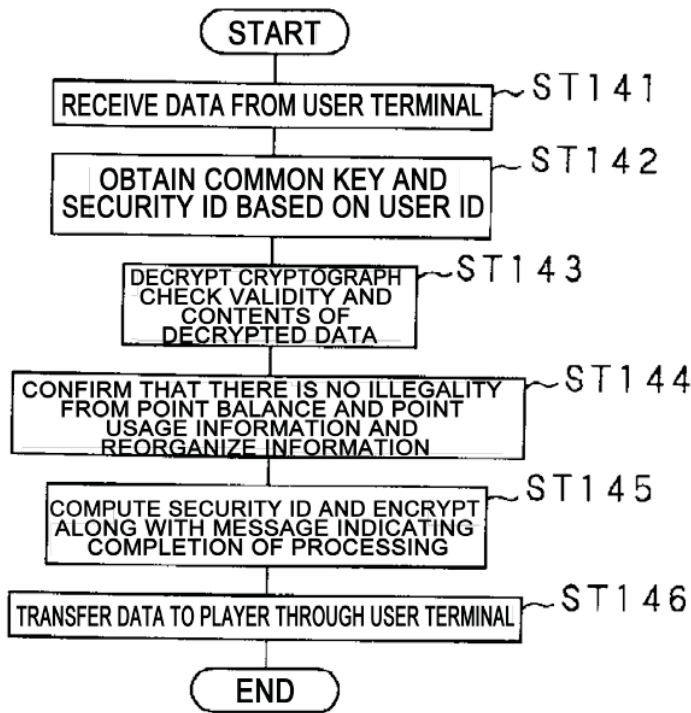 START
RECEIVE DATA FROM USER TERMINAL
ST141
OBTAIN COMMON KEY AND
SECURITY ID BASED ON USER ID
ST142
DECRYPT CRYPTOGRAPH
CHECK VALIDITY AND
CONTENTS OF
DECRYPTED DATA
ST143
CONFIRM THAT THERE IS NO ILLEGALITY
FROM POINT BALANCE AND POINT
USAGE INFORMATION AND
REORGANIZE INFORMATION
ST144
COMPUTE SECURITY ID AND ENCRYPT
ALONG WITH MESSAGE INDICATING
COMPLETION OF PROCESSING
ST145
TRANSFER DATA TO PLAYER THROUGH USER TERMINAL
ST146
END